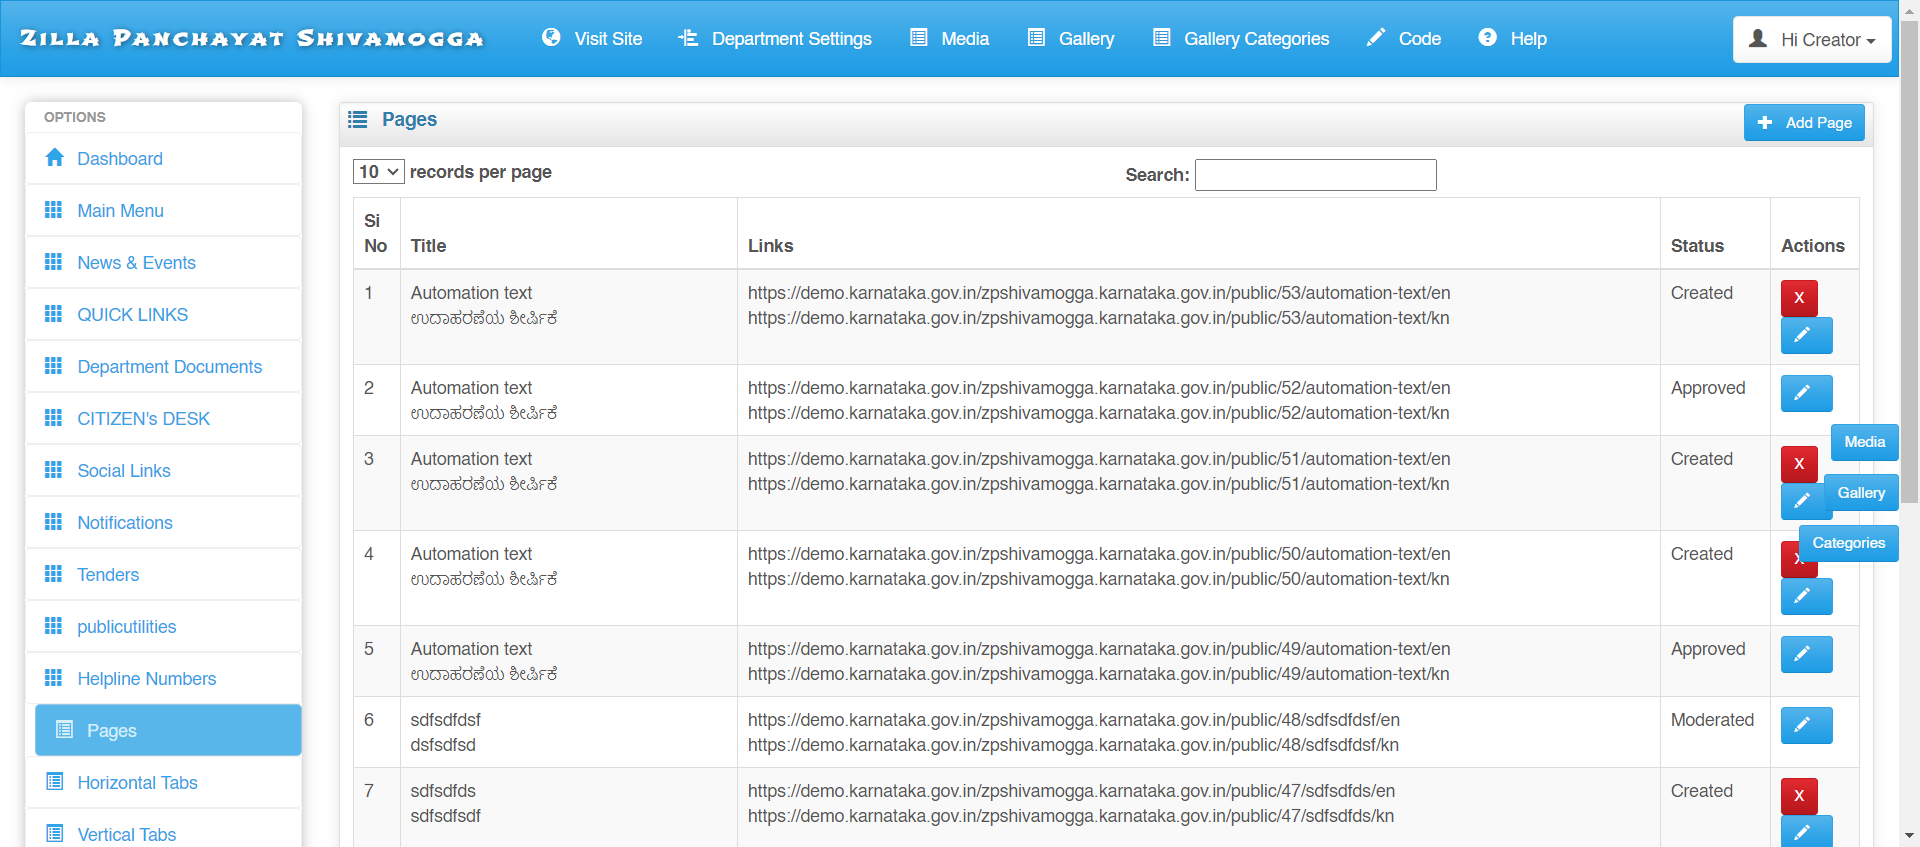 Zilla Panchayat Shivamogga
Visit Site
Department Settings
Media
Gallery
Gallery Categories
Code
Help
Hi Creator
OPTIONS
Dashboard
Main Menu
News & Events
QUICK LINKS
Department Documents
CITIZEN's DESK
Social Links
Notifications
Tenders
publicutilities
Helpline Numbers
Pages
Horizontal Tabs
Vertical Tabs
Pages
Add Page
10 records per page
Search:
Si No Title Links Status Actions
1 Automation text https://demo.karnataka.gov.in/zpshivamogga.karnataka.gov.in/public/53/automation-text/en Created X
ಉದಾಹರಣೆಯ ಶೀರ್ಷಿಕೆ https://demo.karnataka.gov.in/zpshivamogga.karnataka.gov.in/public/53/automation-text/kn
2 Automation text https://demo.karnataka.gov.in/zpshivamogga.karnataka.gov.in/public/52/automation-text/en Approved
ಉದಾಹರಣೆಯ ಶೀರ್ಷಿಕೆ https://demo.karnataka.gov.in/zpshivamogga.karnataka.gov.in/public/52/automation-text/kn
3 Automation text https://demo.karnataka.gov.in/zpshivamogga.karnataka.gov.in/public/51/automation-text/en Created X
ಉದಾಹರಣೆಯ ಶೀರ್ಷಿಕೆ https://demo.karnataka.gov.in/zpshivamogga.karnataka.gov.in/public/51/automation-text/kn
4 Automation text https://demo.karnataka.gov.in/zpshivamogga.karnataka.gov.in/public/50/automation-text/en Created X
ಉದಾಹರಣೆಯ ಶೀರ್ಷಿಕೆ https://demo.karnataka.gov.in/zpshivamogga.karnataka.gov.in/public/50/automation-text/kn
5 Automation text https://demo.karnataka.gov.in/zpshivamogga.karnataka.gov.in/public/49/automation-text/en Approved
ಉದಾಹರಣೆಯ ಶೀರ್ಷಿಕೆ https://demo.karnataka.gov.in/zpshivamogga.karnataka.gov.in/public/49/automation-text/kn
6 sdfsdfdsf https://demo.karnataka.gov.in/zpshivamogga.karnataka.gov.in/public/48/sdfsdfdsf/en Moderated
dsfsdfsd https://demo.karnataka.gov.in/zpshivamogga.karnataka.gov.in/public/48/sdfsdfdsf/kn
7 sdfsdfds https://demo.karnataka.gov.in/zpshivamogga.karnataka.gov.in/public/47/sdfsdfds/en Created X
sdfsdfsdf https://demo.karnataka.gov.in/zpshivamogga.karnataka.gov.in/public/47/sdfsdfds/kn
Media
Gallery
Categories